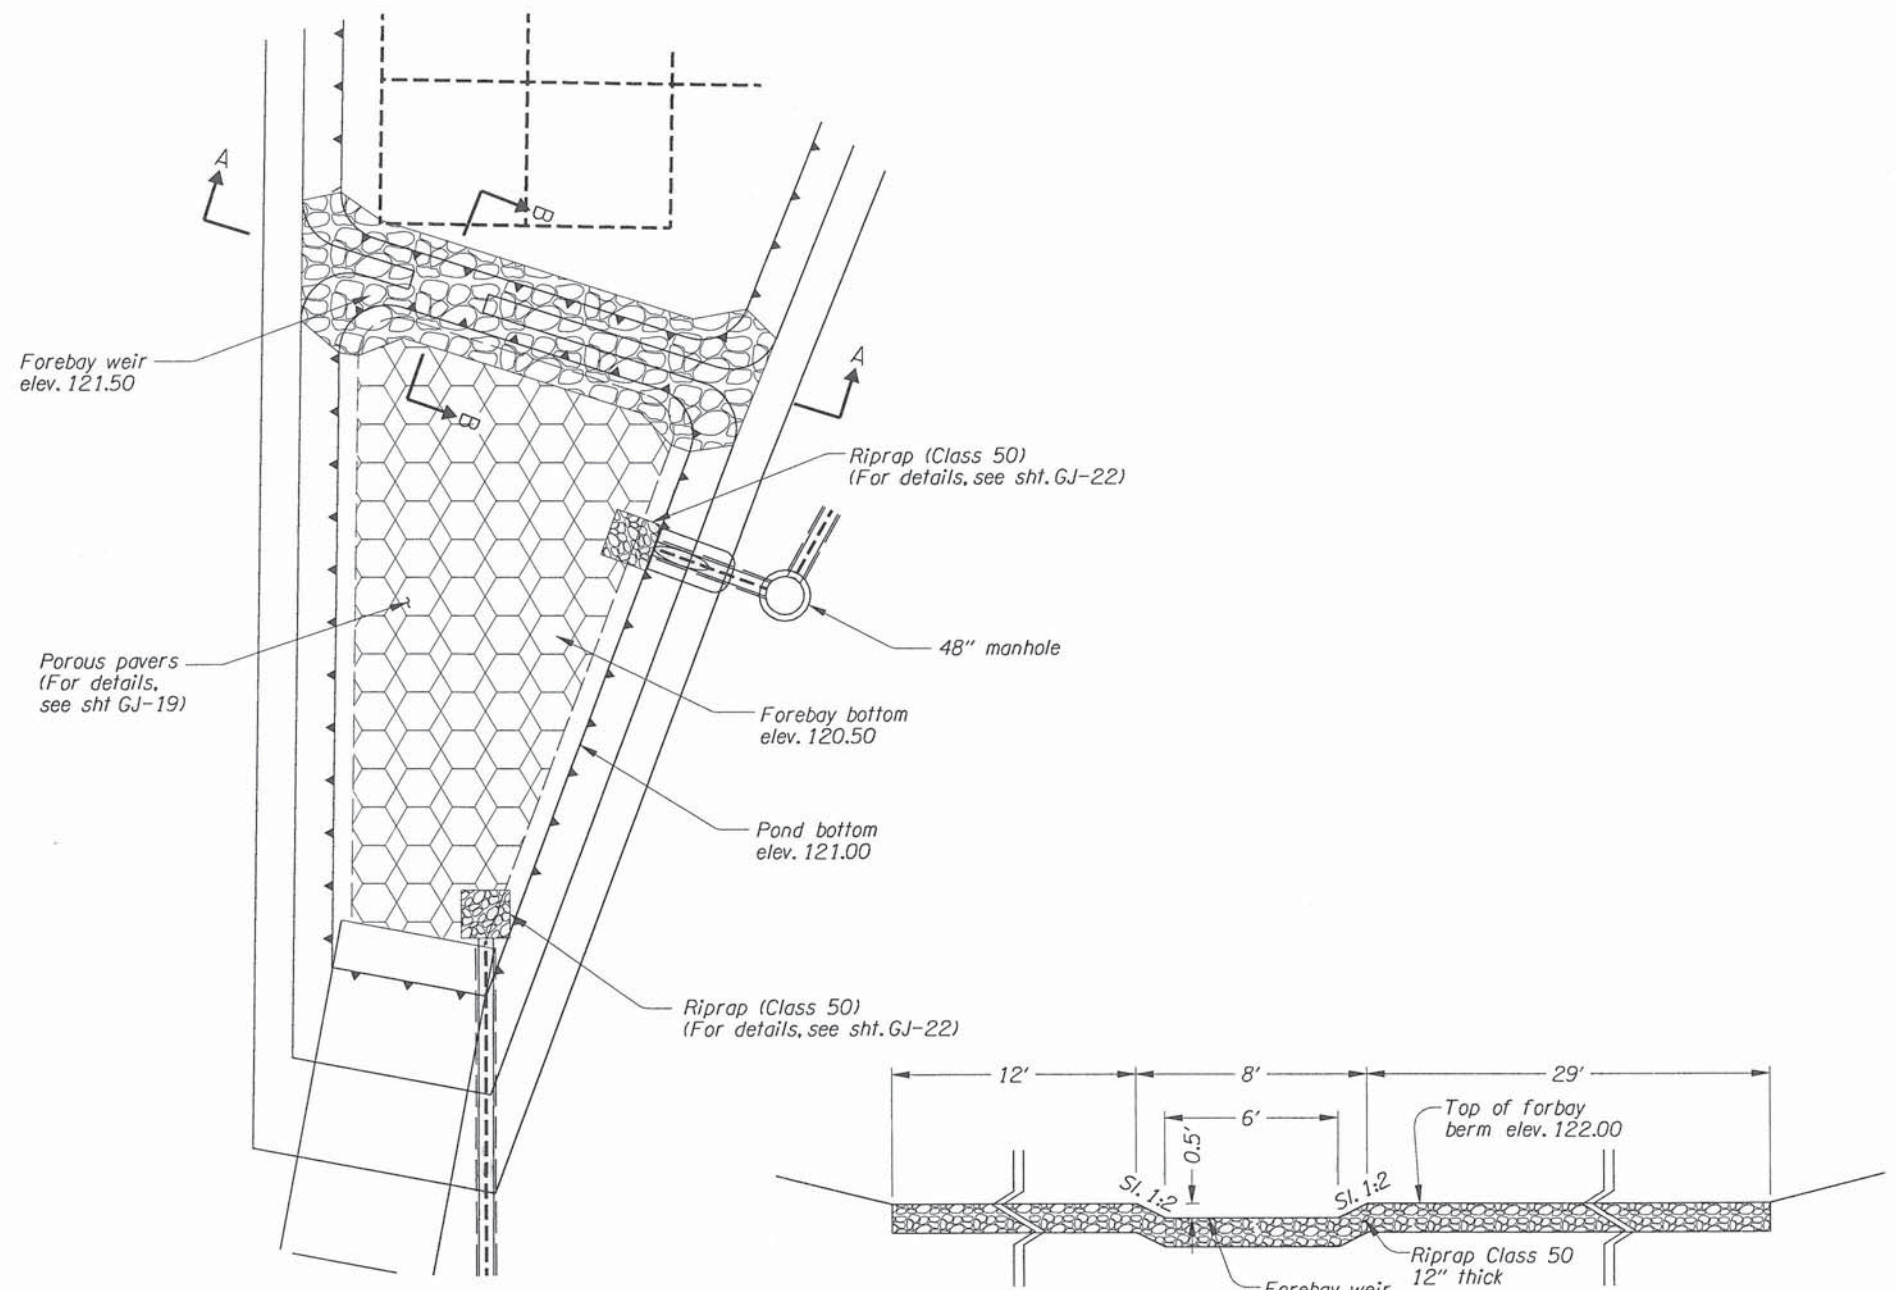 A
B
Forebay weir
elev. 121.50
A
B
Riprap (Class 50)
(For details, see sht. GJ-22)
48" manhole
Porous pavers
(For details,
see sht GJ-19)
Forebay bottom
elev. 120.50
Pond bottom
elev. 121.00
Riprap (Class 50)
(For details, see sht. GJ-22)
12'
8'
29'
6'
0.5'
Top of forbay
berm elev. 122.00
Sl. 1:2
Sl. 1:2
Riprap Class 50
12" thick
Forebay weir